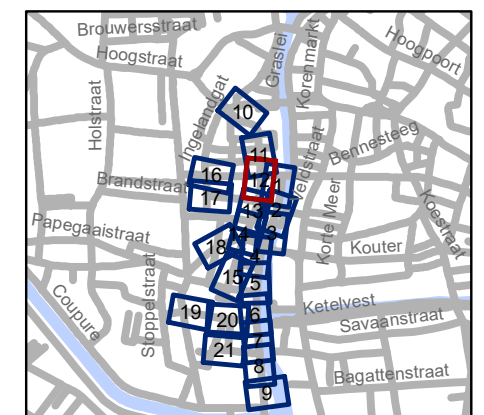 Brouwersstraat
Hoogstraat
Graslei
Korenmarkt
Hoogpoort
Ingelandgat
Holstraat
10
11
Bennesteeg
Veldstraat
16
12
1
Brandstraat
17
Koestraat
13
2
Papegaaistraat
14
3
Korte Meer
18
Kouter
4
15
5
Coupure
Stoppelstraat
Ketelvest
19
20
6
Savaanstraat
21
7
8
Bagattenstraat
9